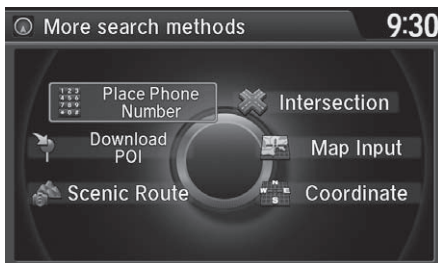 More search methods
9:30
Place Phone
Number
Intersection
Download
POI
Map Input
Scenic Route
Coordinate